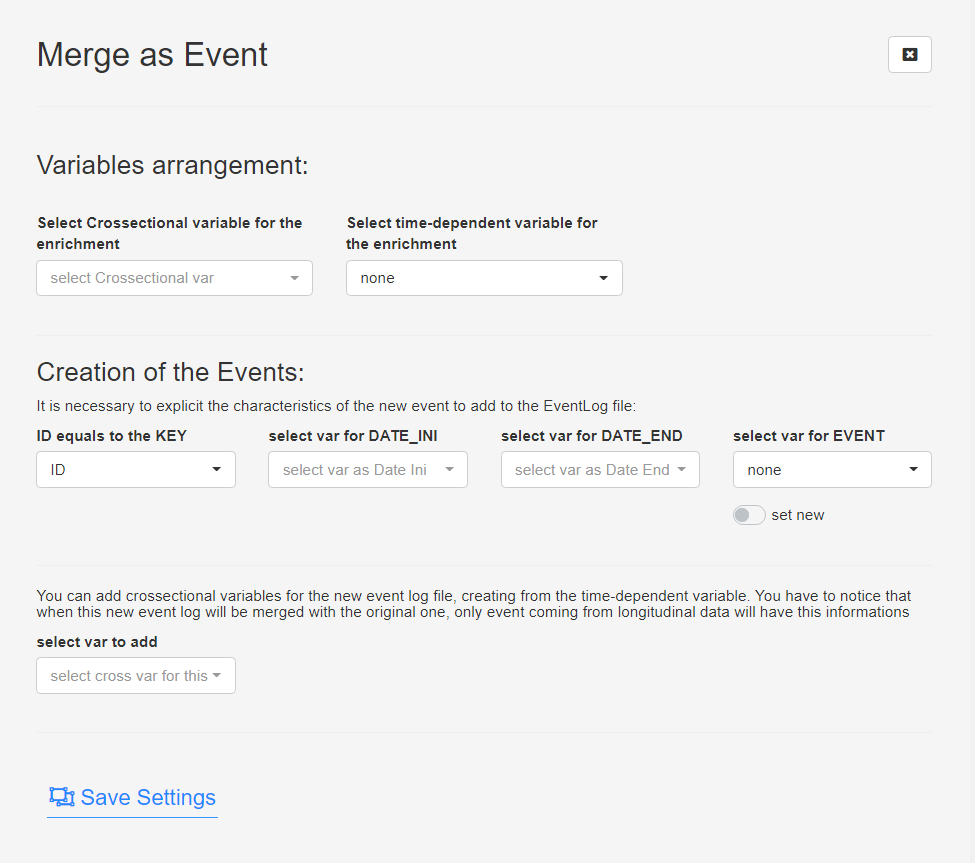 Merge as Event
Variables arrangement:
Select Crossectional variable for the enrichment
Select time-dependent variable for the enrichment
select Crossectional var
none
Creation of the Events:
It is necessary to explicit the characteristics of the new event to add to the EventLog file:
ID equals to the KEY
select var for DATE_INI
select var for DATE_END
select var for EVENT
ID
select var as Date Ini
select var as Date End
none
set new
You can add crossectional variables for the new event log file, creating from the time-dependent variable. You have to notice that
when this new event log will be merged with the original one, only event coming from longitudinal data will have this informations
select var to add
select cross var for this
Save Settings